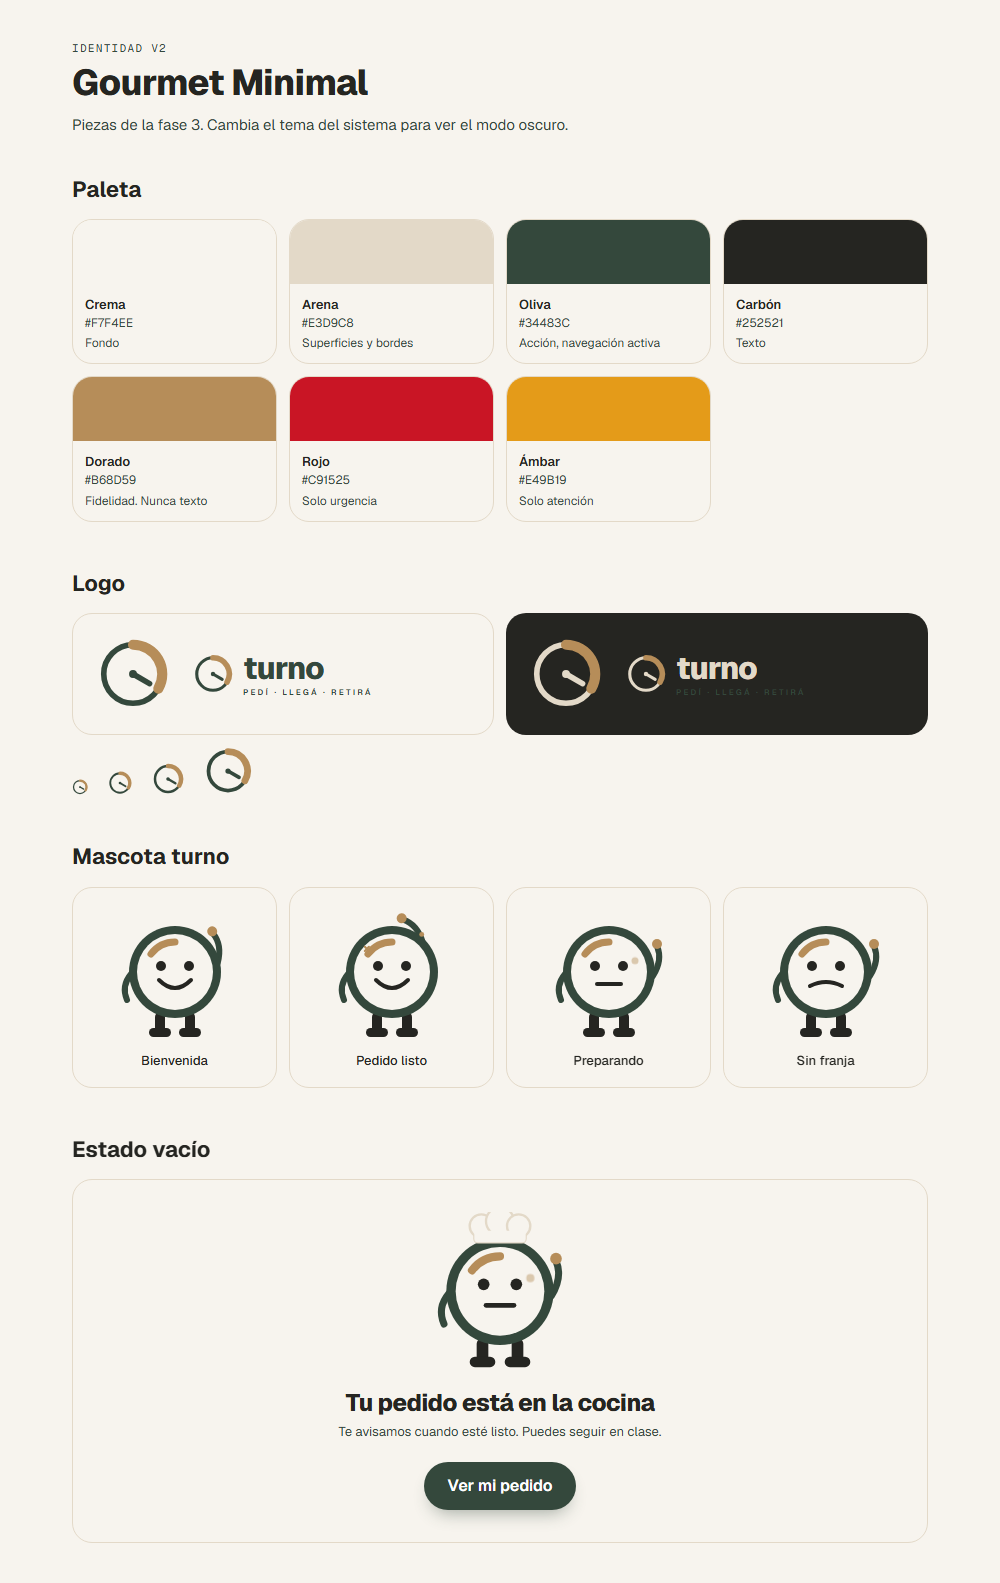 IDENTIDAD V2
Gourmet Minimal
Piezas de la fase 3. Cambia el tema del sistema para ver el modo oscuro.
Paleta
Crema
#F7F4EE
Fondo
Arena
#E3D9C8
Superficies y bordes
Oliva
#34483C
Acción, navegación activa
Carbón
#252521
Texto
Dorado
#B68D59
Fidelidad. Nunca texto
Rojo
#C91525
Solo urgencia
Ámbar
#E49B19
Solo atención
Logo
turno
PEDÍ · LLEGÁ · RETIRÁ
turno
PEDÍ · LLEGÁ · RETIRÁ
Mascota turno
Bienvenida
Pedido listo
Preparando
Sin franja
Estado vacío
Tu pedido está en la cocina
Te avisamos cuando esté listo. Puedes seguir en clase.
Ver mi pedido